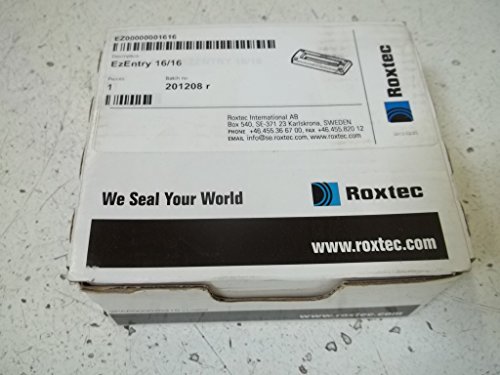 EZ00000001616
Description
EzEntry 16/16
Pieces
Batch no
1
201208 r
Roxtec International AB
Box 540, SE-371 23 Karlskrona, SWEDEN
PHONE +46 455 36 67 00, FAX +46 455 820 12
EMAIL info@se.roxtec.com, www.roxtec.com
Roxtec
We Seal Your World
Roxtec
www.roxtec.com